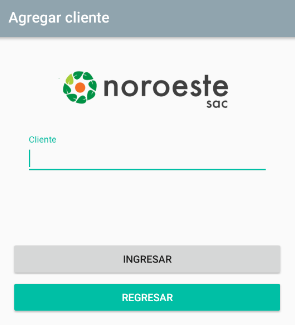 Agregar cliente
noroeste
sac
Cliente
INGRESAR
REGRESAR